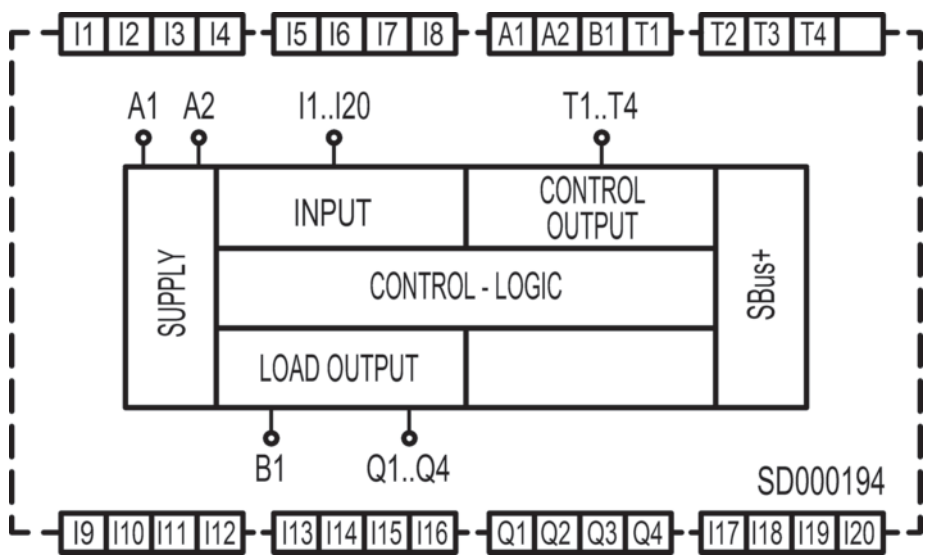 I1 I2 I3 I4 I5 I6 I7 I8 A1 A2 B1 T1 T2 T3 T4
A1 A2 I1..I20 T1..T4
INPUT
CONTROL
OUTPUT
SUPPLY
CONTROL - LOGIC
SBus+
LOAD OUTPUT
B1 Q1..Q4
SD000194
I9 I10 I11 I12 I13 I14 I15 I16 Q1 Q2 Q3 Q4 I17 I18 I19 I20